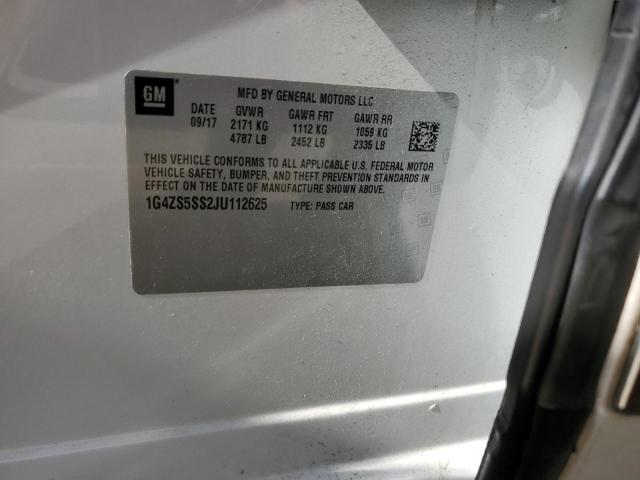 GM
MFD BY GENERAL MOTORS LLC
DATE GVWR GAWR FRT GAWR RR
09/17 2171 KG 1112 KG 1059 KG
4787 LB 2452 LB 2335 LB
THIS VEHICLE CONFORMS TO ALL APPLICABLE U.S. FEDERAL MOTOR
VEHICLE SAFETY, BUMPER, AND THEFT PREVENTION STANDARDS
IN EFFECT ON THE DATE OF MANUFACTURE SHOWN ABOVE.
1G4ZS5SS2JU112625 TYPE: PASS CAR